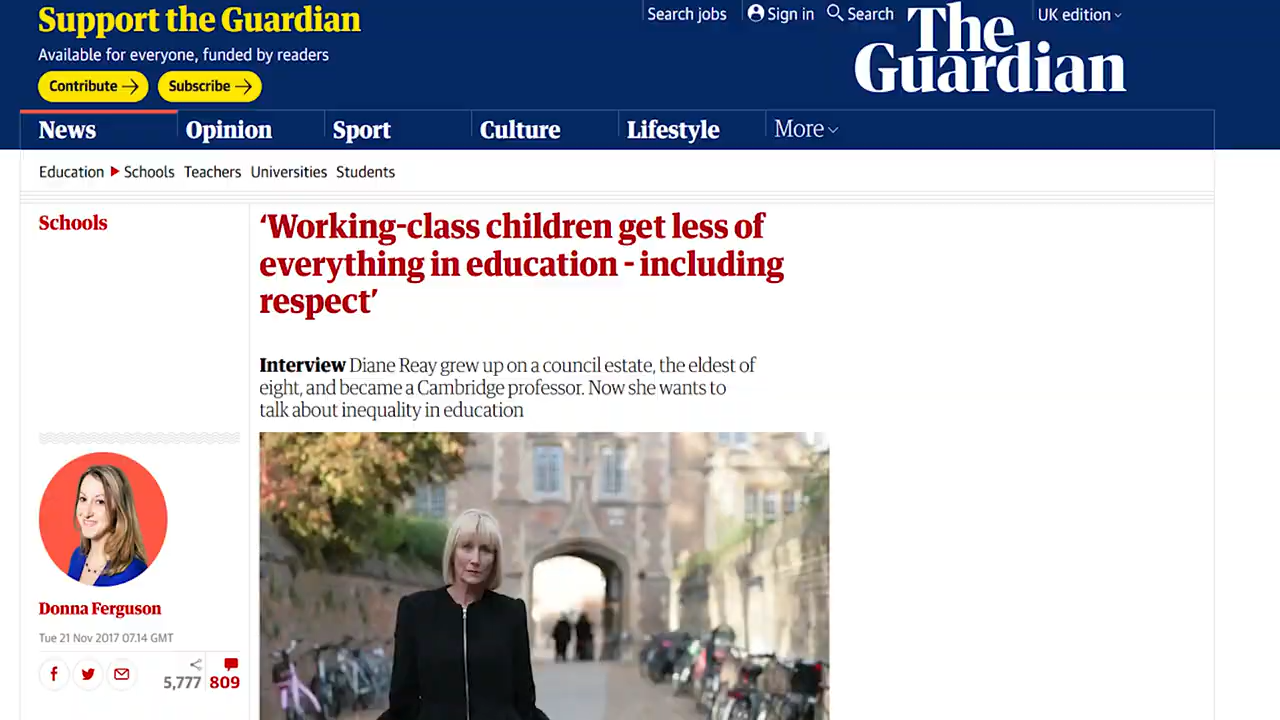 Support the Guardian
Available for everyone, funded by readers
Contribute
Subscribe
Search jobs
Sign in
Search
The
Guardian
UK edition
News
Opinion
Sport
Culture
Lifestyle
More
Education
Schools
Teachers
Universities
Students
Schools
‘Working-class children get less of
everything in education - including
respect’
Interview Diane Reay grew up on a council estate, the eldest of
eight, and became a Cambridge professor. Now she wants to
talk about inequality in education
Donna Ferguson
Tue 21 Nov 2017 07.14 GMT
5,777
809